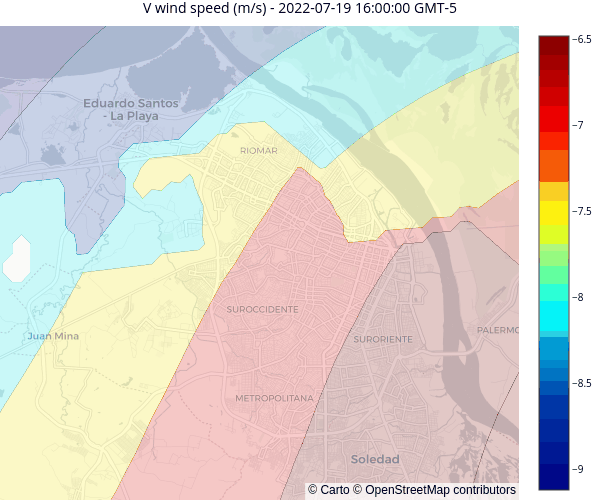 V wind speed (m/s) - 2022-07-19 16:00:00 GMT-5
−6.5
Eduardo Santos
- La Playa
−7
RIOMAR
−7.5
−8
SUROCCIDENTE
Juan Mina
SURORIENTE
PALERMO
−8.5
METROPOLITANA
Soledad
−9
© Carto © OpenStreetMap contributors